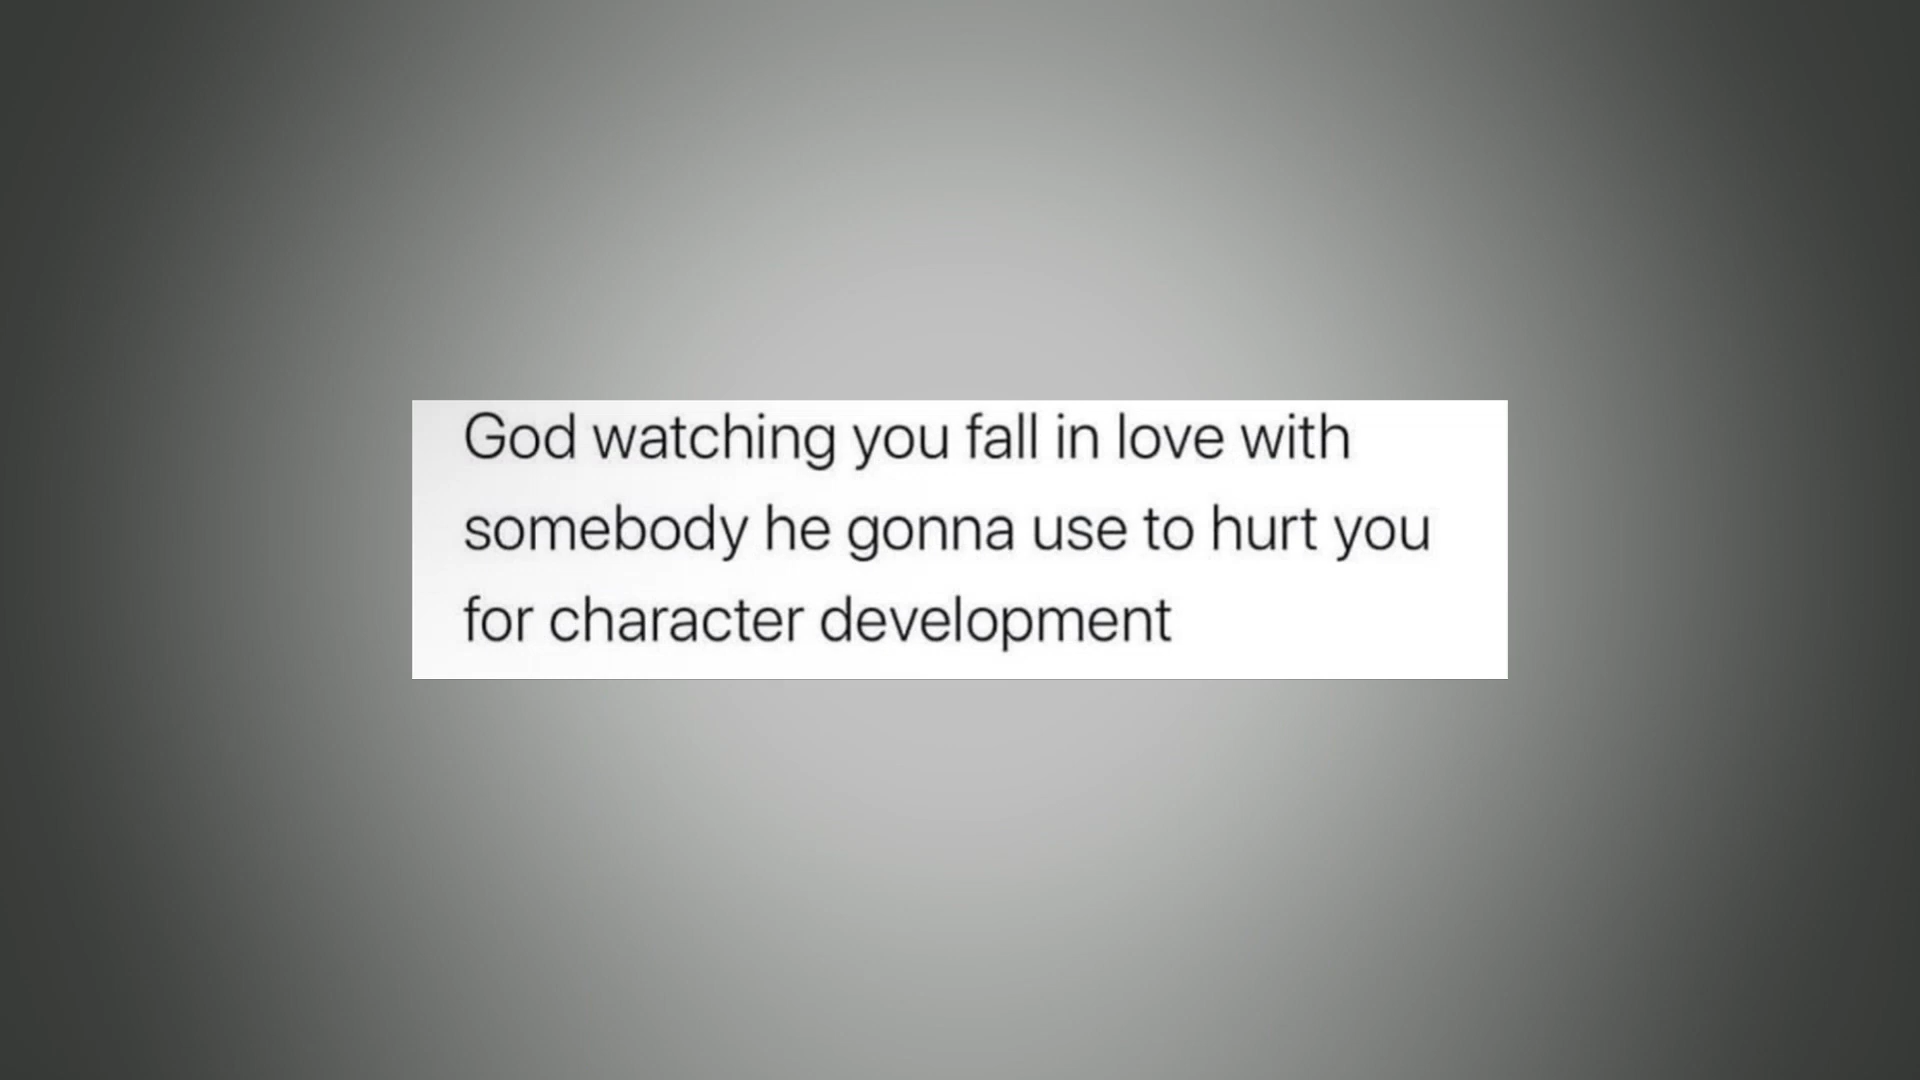 God watching you fall in love with
somebody he gonna use to hurt you
for character development